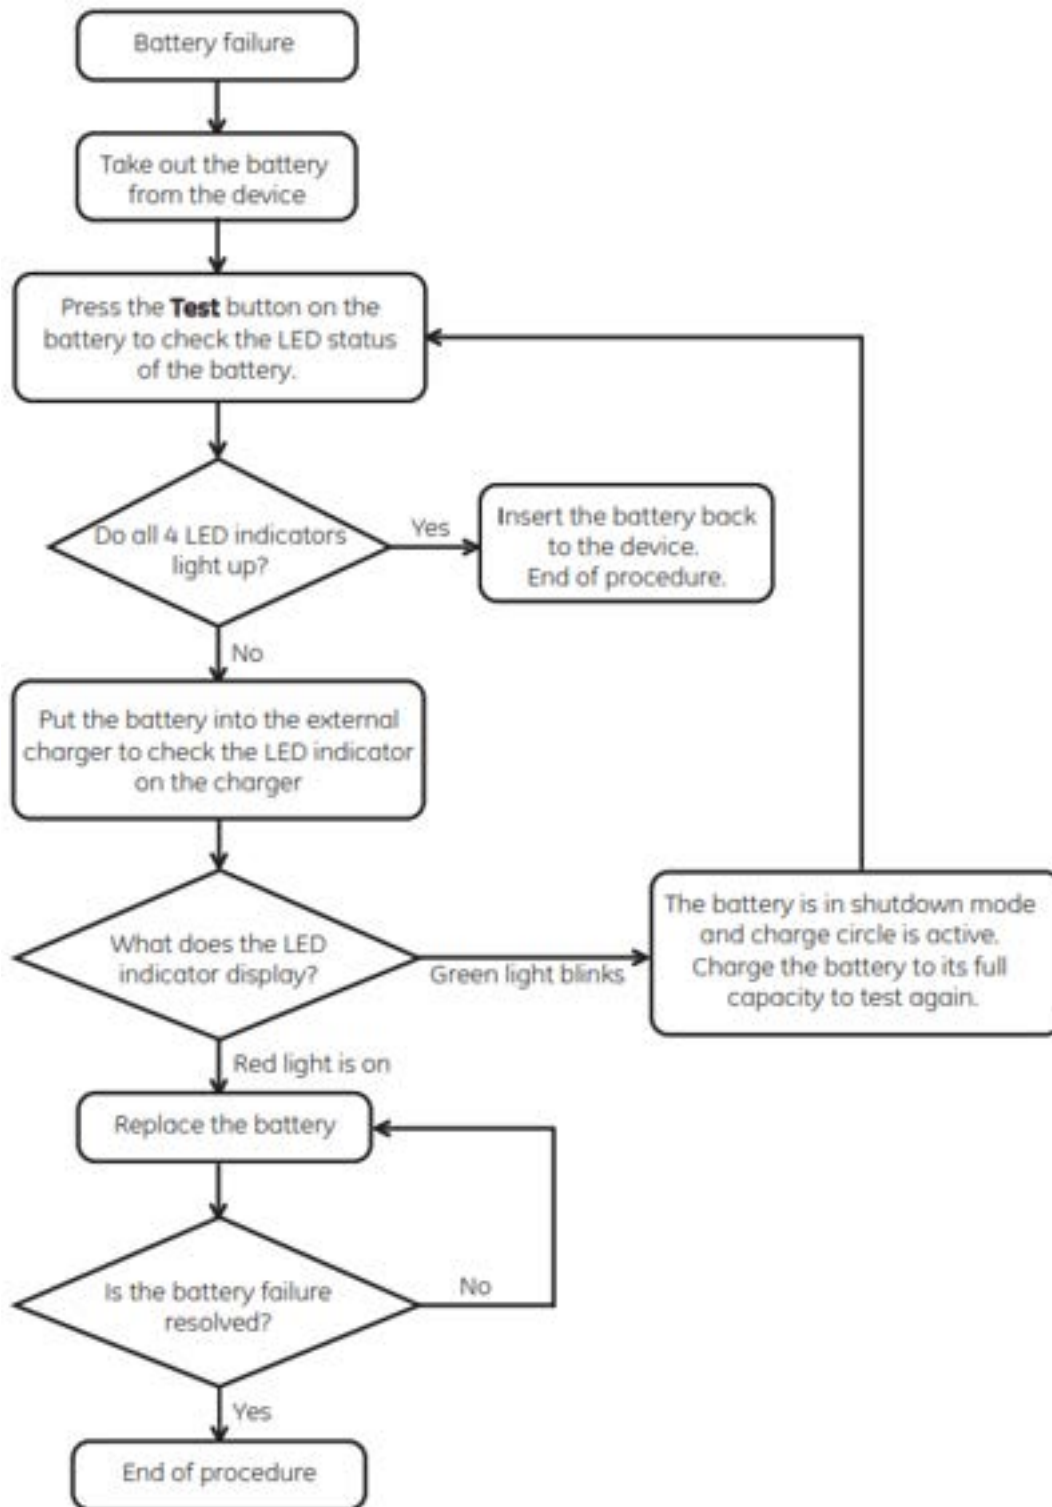 Battery failure
Take out the battery
from the device
Press the Test button on the
battery to check the LED status
of the battery.
Do all 4 LED indicators
light up?
Yes
Insert the battery back
to the device.
End of procedure.
No
Put the battery into the external
charger to check the LED indicator
on the charger
What does the LED
indicator display?
Green light blinks
The battery is in shutdown mode
and charge circle is active.
Charge the battery to its full
capacity to test again.
Red light is on
Replace the battery
Is the battery failure
resolved?
No
Yes
End of procedure